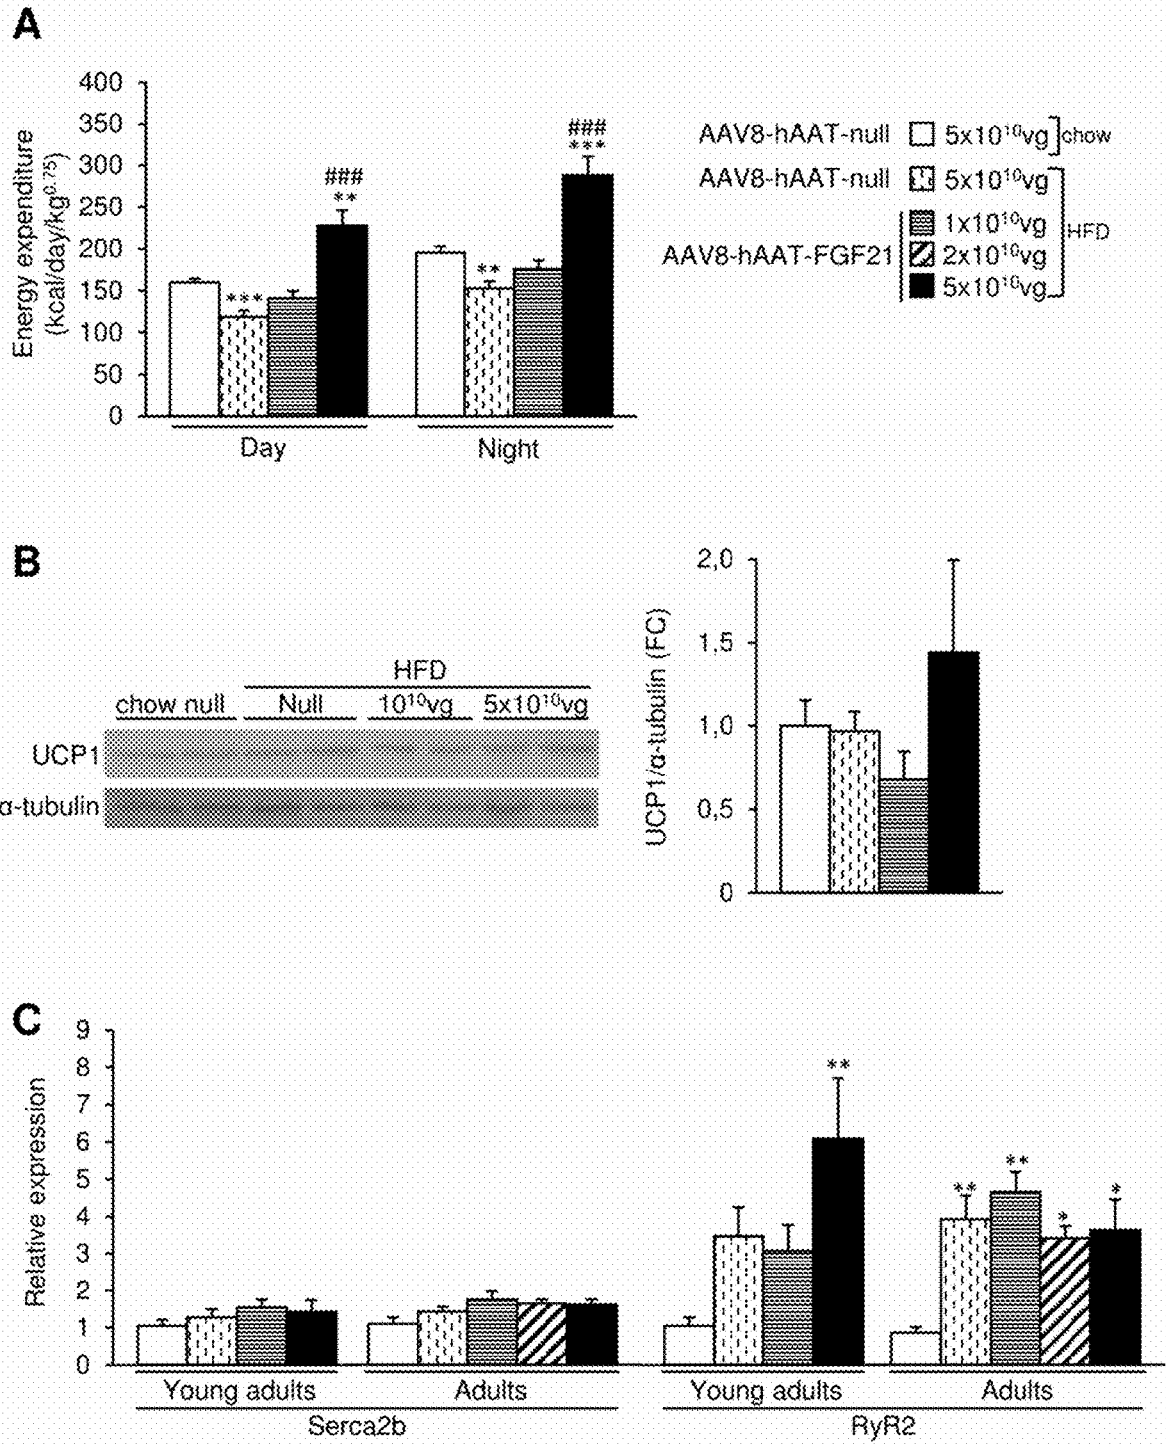 A
400
350
300
250
200
150
100
50
0
Energy expenditure
(kcal/day/kg0.75)
***
###
**
**
###
***
Day
Night
AAV8-hAAT-null 5x10¹⁰vg chow
AAV8-hAAT-null 5x10¹⁰vg
1x10¹⁰vg
HFD
AAV8-hAAT-FGF21 2x10¹⁰vg
5x10¹⁰vg
B
HFD
chow null Null 10¹⁰vg 5x10¹⁰vg
UCP1
α-tubulin
2,0
1,5
1,0
0,5
0
UCP1/α-tubulin (FC)
C
9
8
7
6
5
4
3
2
1
0
Relative expression
**
**
**
*
*
Young adults Adults Young adults Adults
Serca2b RyR2